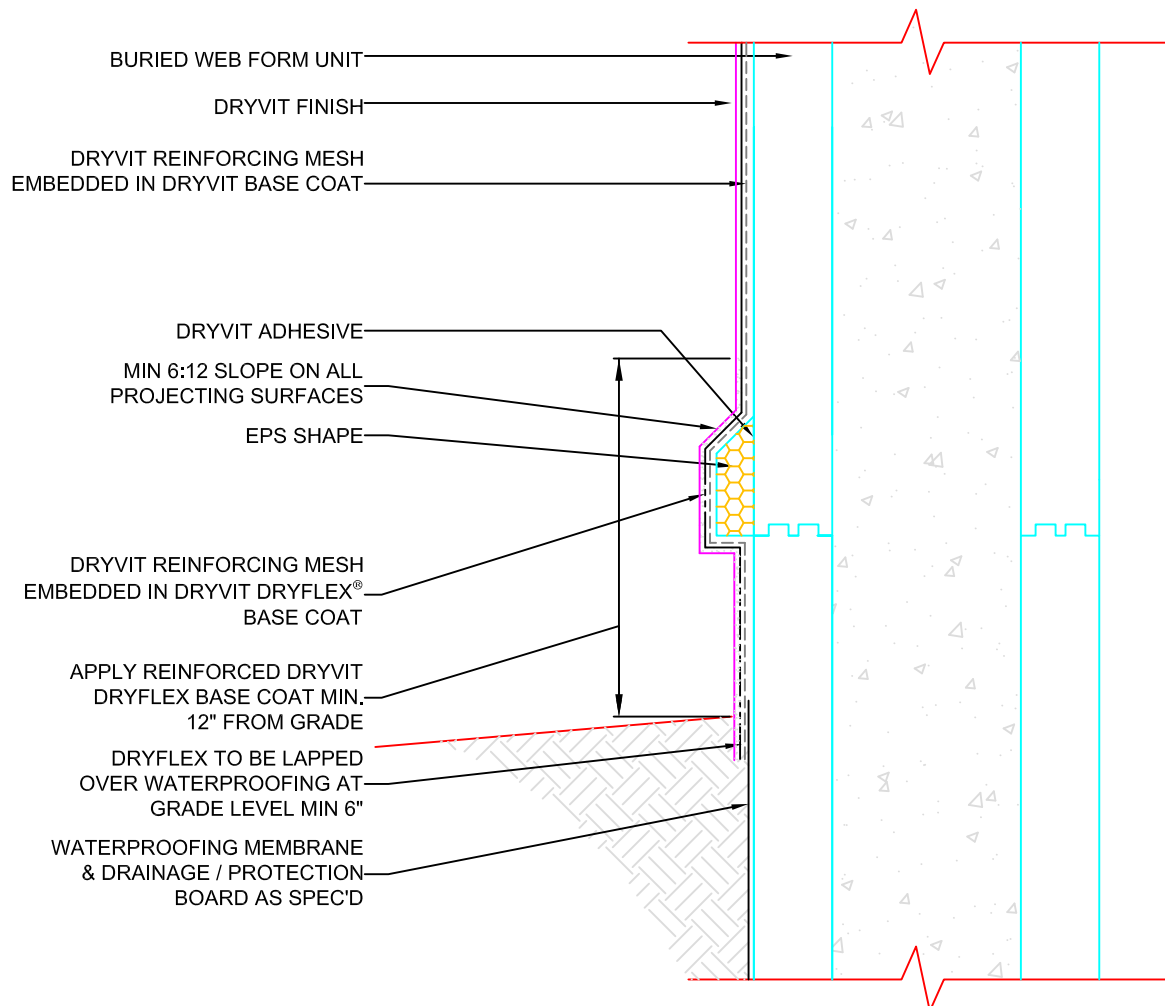 BURIED WEB FORM UNIT
DRYVIT FINISH
DRYVIT REINFORCING MESH
EMBEDDED IN DRYVIT BASE COAT
DRYVIT ADHESIVE
MIN 6:12 SLOPE ON ALL
PROJECTING SURFACES
EPS SHAPE
DRYVIT REINFORCING MESH
EMBEDDED IN DRYVIT DRYFLEX®
BASE COAT
APPLY REINFORCED DRYVIT
DRYFLEX BASE COAT MIN.
12" FROM GRADE
DRYFLEX TO BE LAPPED
OVER WATERPROOFING AT
GRADE LEVEL MIN 6"
WATERPROOFING MEMBRANE
& DRAINAGE / PROTECTION
BOARD AS SPEC'D